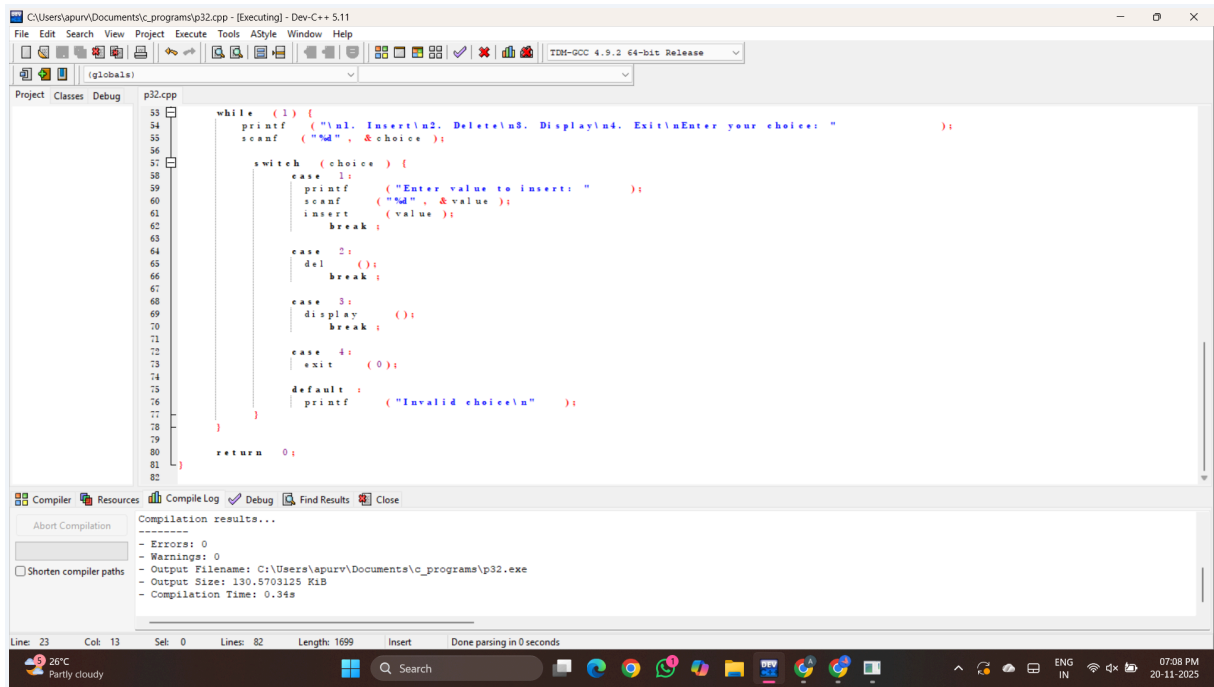 C:\Users\apurv\Documents\c_programs\p32.cpp - [Executing] - Dev-C++ 5.11
File Edit Search View Project Execute Tools AStyle Window Help
TDM-GCC 4.9.2 64-bit Release
(globals)
Project Classes Debug p32.cpp
53 while (1) {
54 printf ("\n1. Insert\n2. Delete\n3. Display\n4. Exit\nEnter your choice: " );
55 scanf ("%d" , &choice );
56
57 switch (choice ) {
58 case 1:
59 printf ("Enter value to insert: " );
60 scanf ("%d" , &value );
61 insert (value );
62 break ;
63
64 case 2:
65 del ();
66 break ;
67
68 case 3:
69 display ();
70 break ;
71
72 case 4:
73 exit (0);
74
75 default :
76 printf ("Invalid choice\n" );
77 }
78 }
79
80 return 0;
81 }
82
Compiler Resources Compile Log Debug Find Results Close
Abort Compilation
Shorten compiler paths
Compilation results...
--------
- Errors: 0
- Warnings: 0
- Output Filename: C:\Users\apurv\Documents\c_programs\p32.exe
- Output Size: 130.5703125 KiB
- Compilation Time: 0.34s
Line: 23 Col: 13 Sel: 0 Lines: 82 Length: 1699 Insert Done parsing in 0 seconds
5
26°C
Partly cloudy
Search
DEV
ENG
IN
07:08 PM
20-11-2025